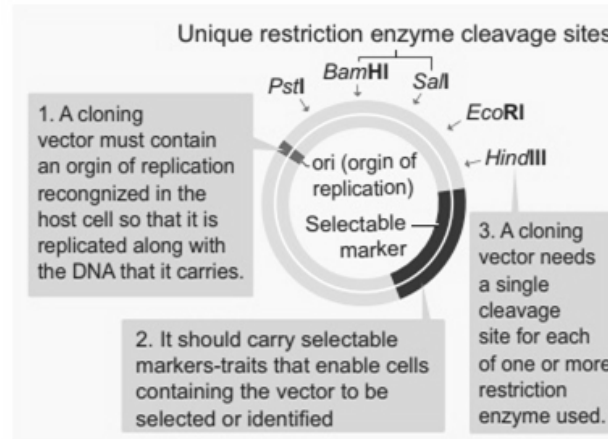 Unique restriction enzyme cleavage sites
BamHI
PstI
SalI
EcoRI
HindIII
1. A cloning
vector must contain
an orgin of replication
recongnized in the
host cell so that it is
replicated along with
the DNA that it carries.
ori (orgin of
replication)
Selectable
marker
3. A cloning
vector needs
a single
cleavage
site for each
of one or more
restriction
enzyme used.
2. It should carry selectable
markers-traits that enable cells
containing the vector to be
selected or identified